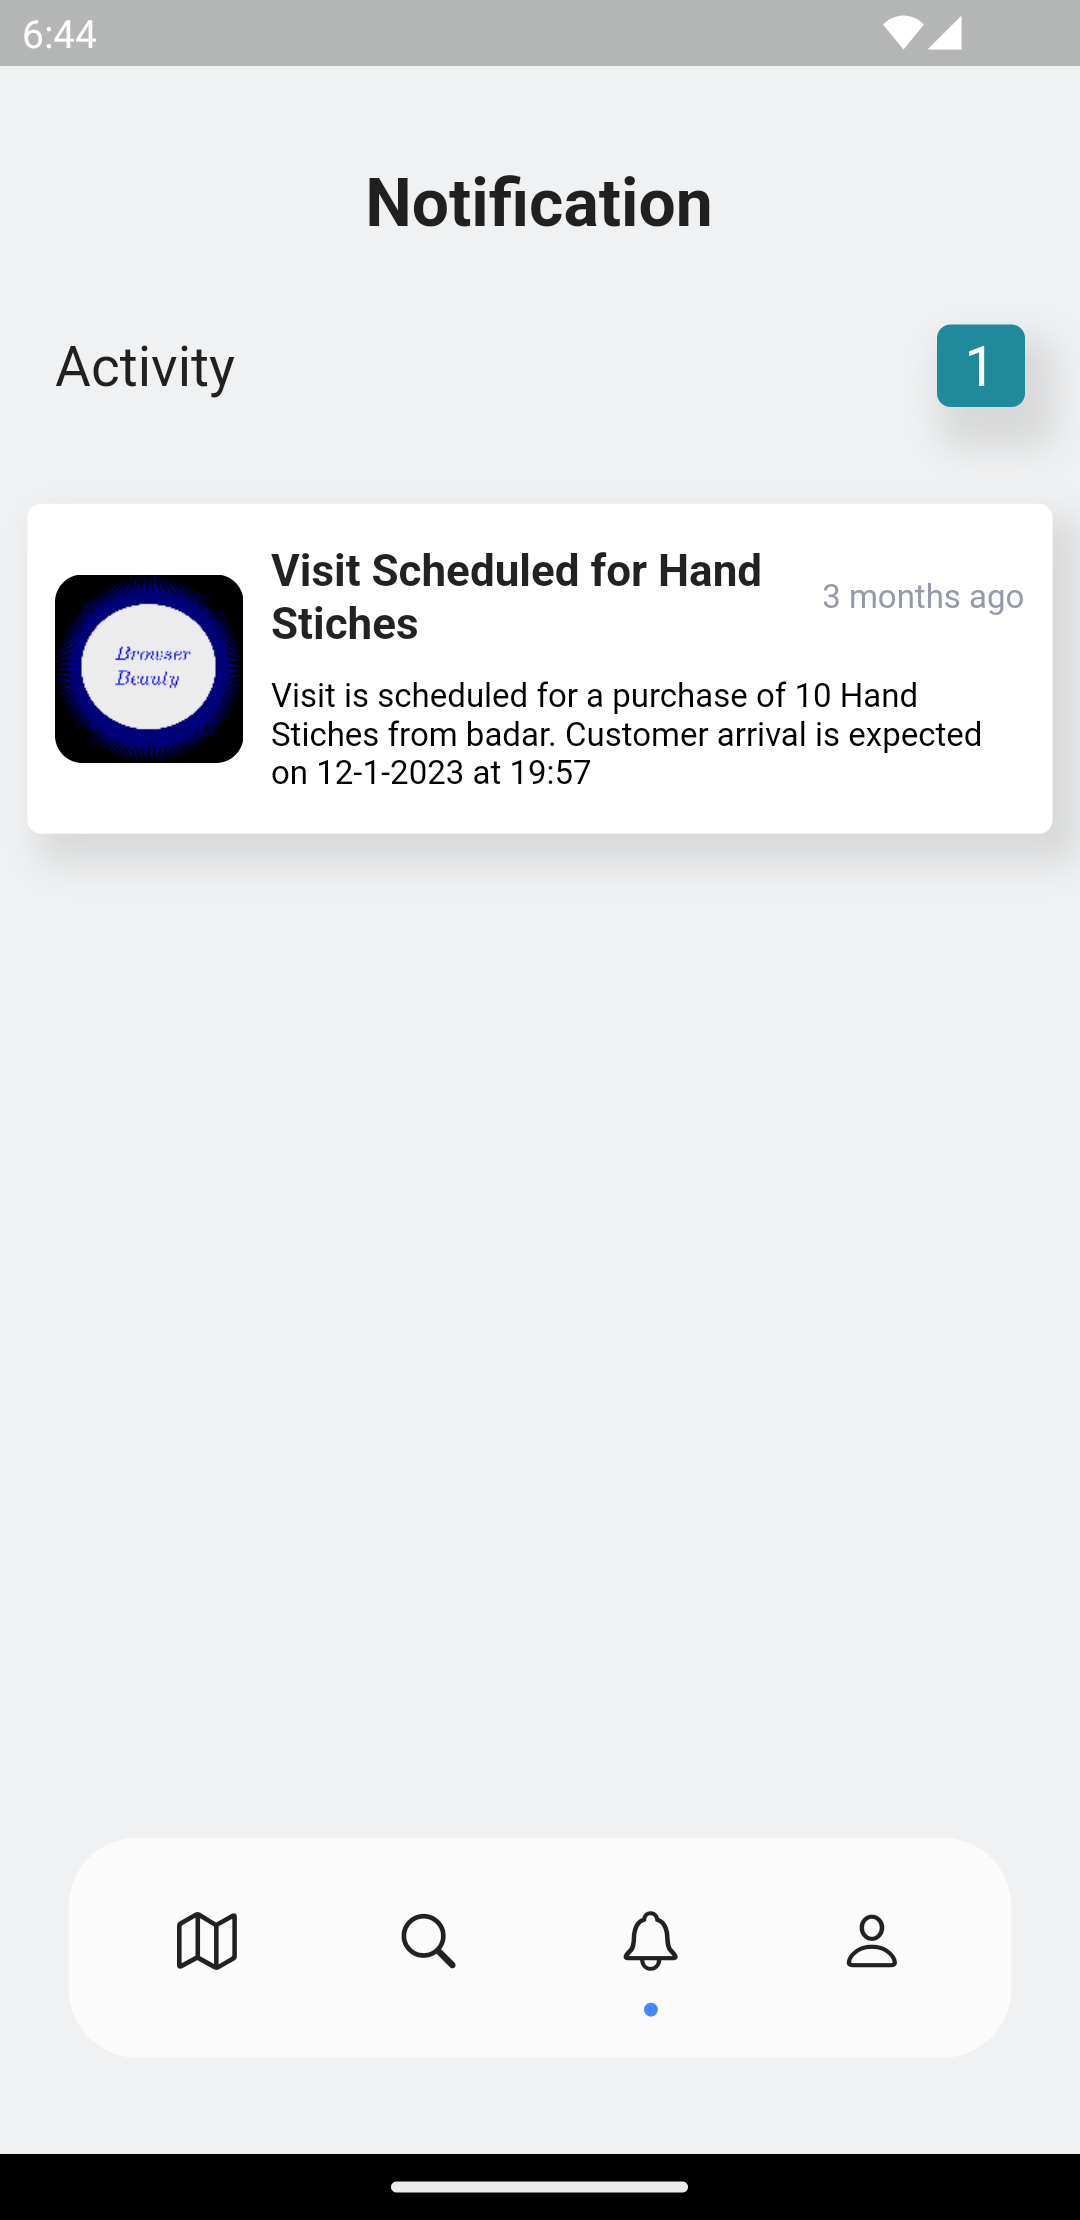 6:44
Notification
Activity
1
Visit Scheduled for Hand
Stiches
3 months ago
Browser
Beauty
Visit is scheduled for a purchase of 10 Hand
Stiches from badar. Customer arrival is expected
on 12-1-2023 at 19:57